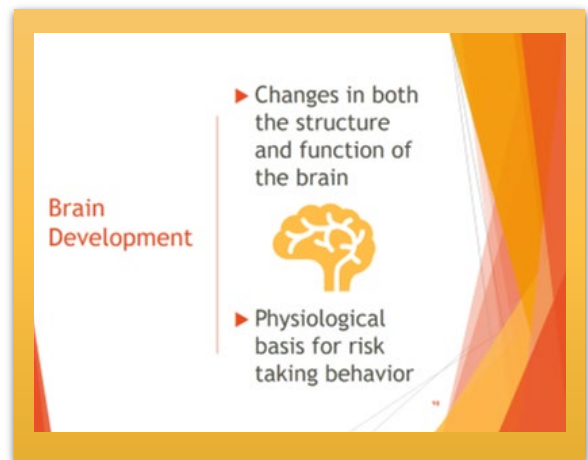 Brain
Development
▶ Changes in both
the structure
and function of
the brain
▶ Physiological
basis for risk
taking behavior